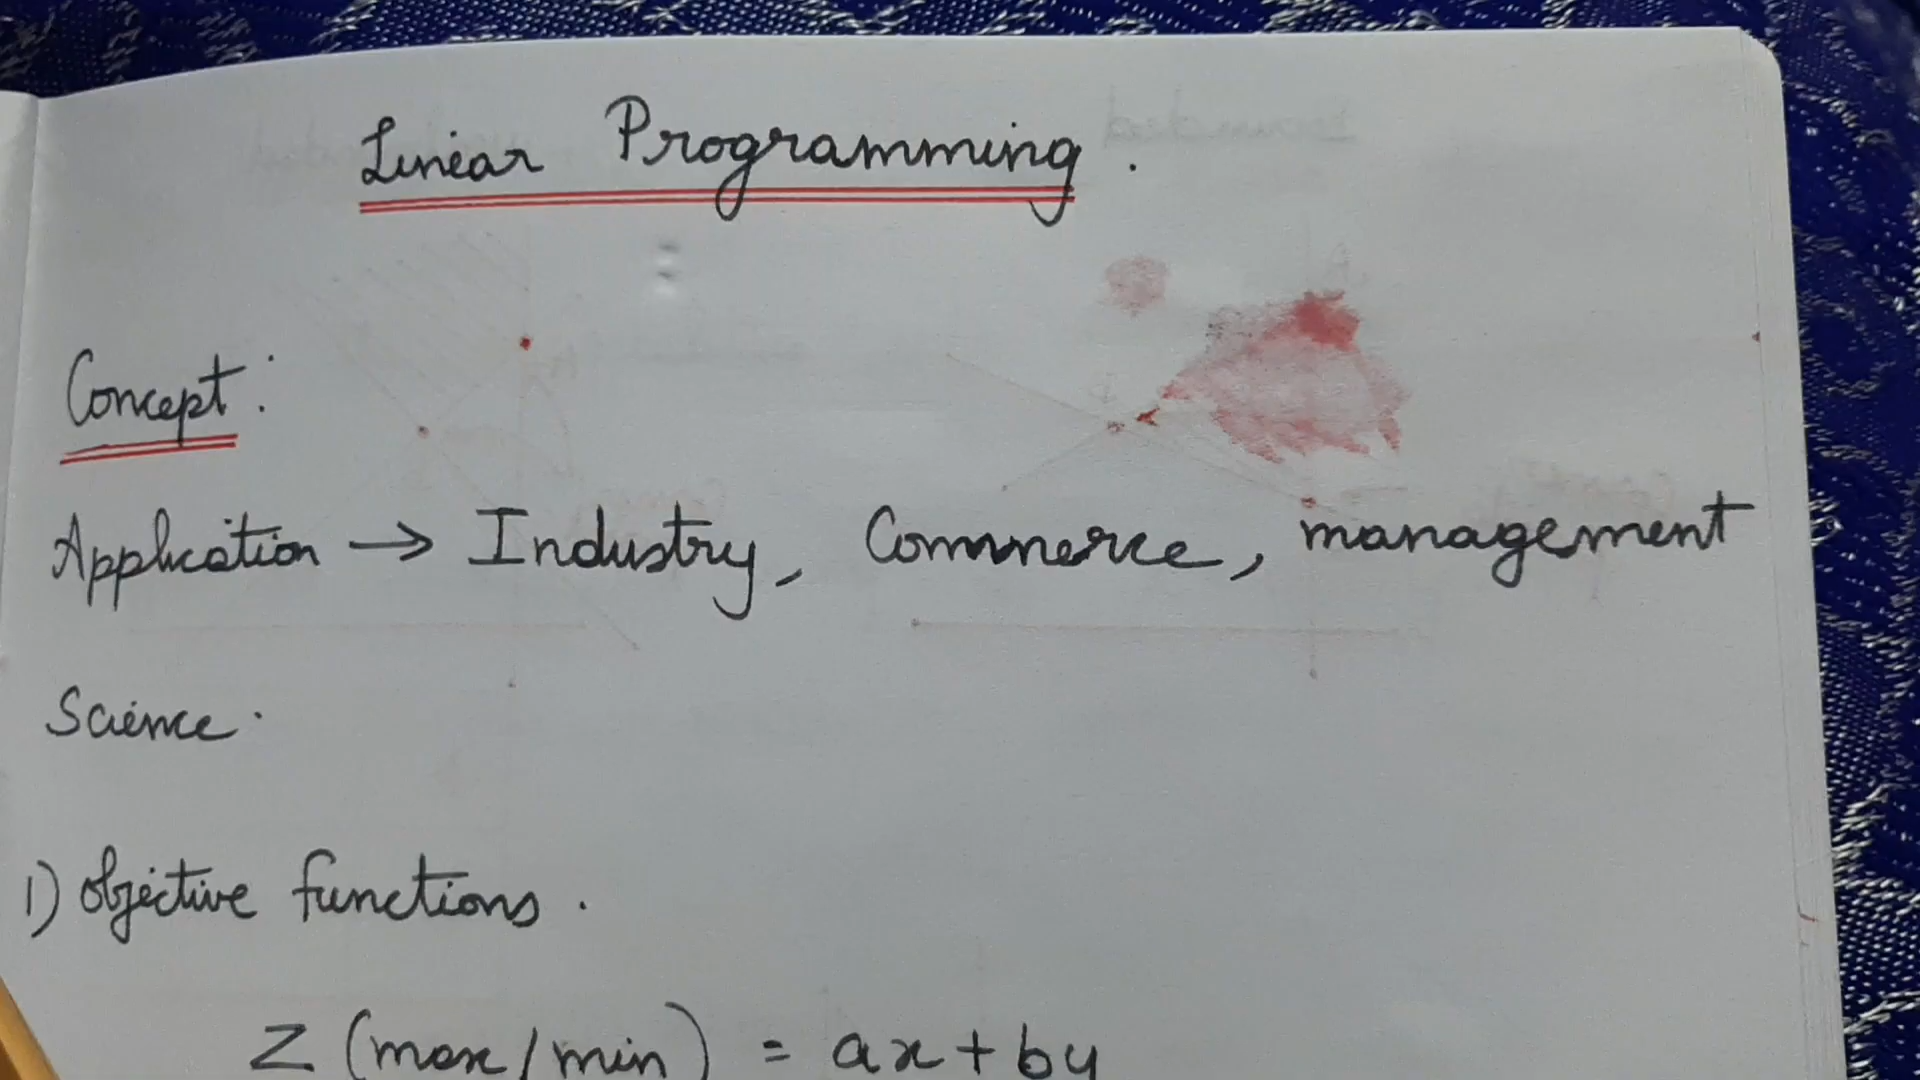 Linear Programming.
Concept:
Application → Industry, Commerce, management
Science.
1) Objective functions.
Z (max/min) = ax + by